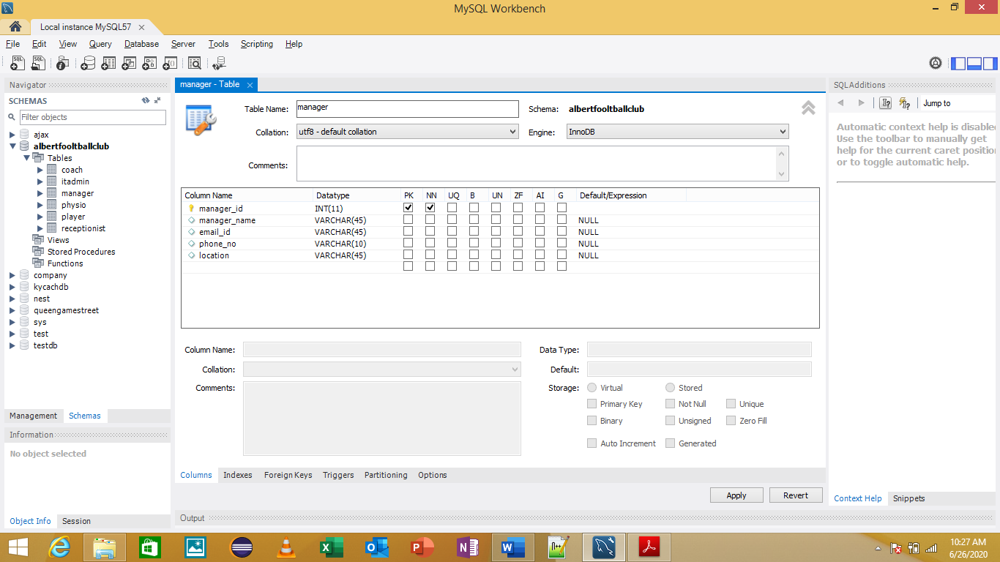 MySQL Workbench
Local instance MySQL57
File Edit View Query Database Server Tools Scripting Help
Navigator
SCHEMAS
Filter objects
ajax
albertfooltballclub
Tables
coach
itadmin
manager
physio
player
receptionist
Views
Stored Procedures
Functions
company
kycachdb
nest
queengamestreet
sys
test
testdb
Management Schemas
Information
No object selected
Object Info Session
manager - Table
Table Name: manager Schema: albertfooltballclub
Collation: utf8 - default collation Engine: InnoDB
Comments:
Column Name Datatype PK NN UQ B UN ZF AI G Default/Expression
manager_id INT(11)
manager_name VARCHAR(45) NULL
email_id VARCHAR(45) NULL
phone_no VARCHAR(10) NULL
location VARCHAR(45) NULL
Column Name: Data Type:
Collation: Default:
Comments: Storage: Virtual Stored
Primary Key Not Null Unique
Binary Unsigned Zero Fill
Auto Increment Generated
Columns Indexes Foreign Keys Triggers Partitioning Options
Apply Revert
Output
SQLAdditions
Jump to
Automatic context help is disable
Use the toolbar to manually get
help for the current caret position
or to toggle automatic help.
Context Help Snippets
10:27 AM
6/26/2020